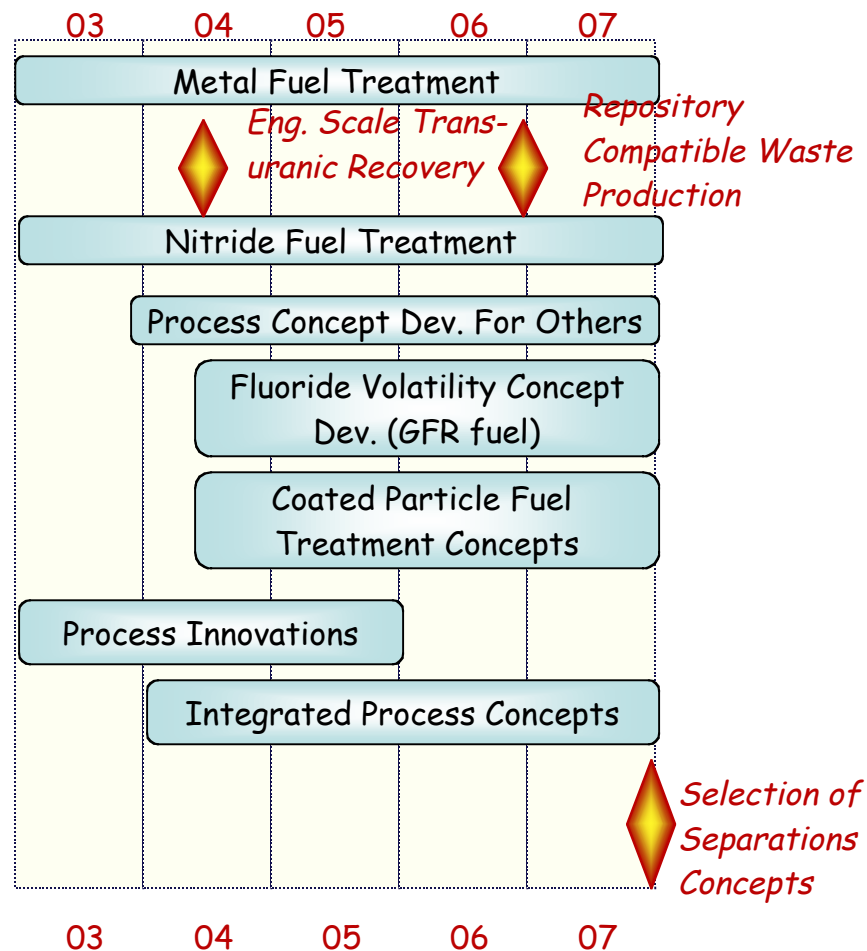 03 04 05 06 07
Metal Fuel Treatment
Eng. Scale Trans-
uranic Recovery
Repository
Compatible Waste
Production
Nitride Fuel Treatment
Process Concept Dev. For Others
Fluoride Volatility Concept
Dev. (GFR fuel)
Coated Particle Fuel
Treatment Concepts
Process Innovations
Integrated Process Concepts
Selection of
Separations
Concepts
03 04 05 06 07